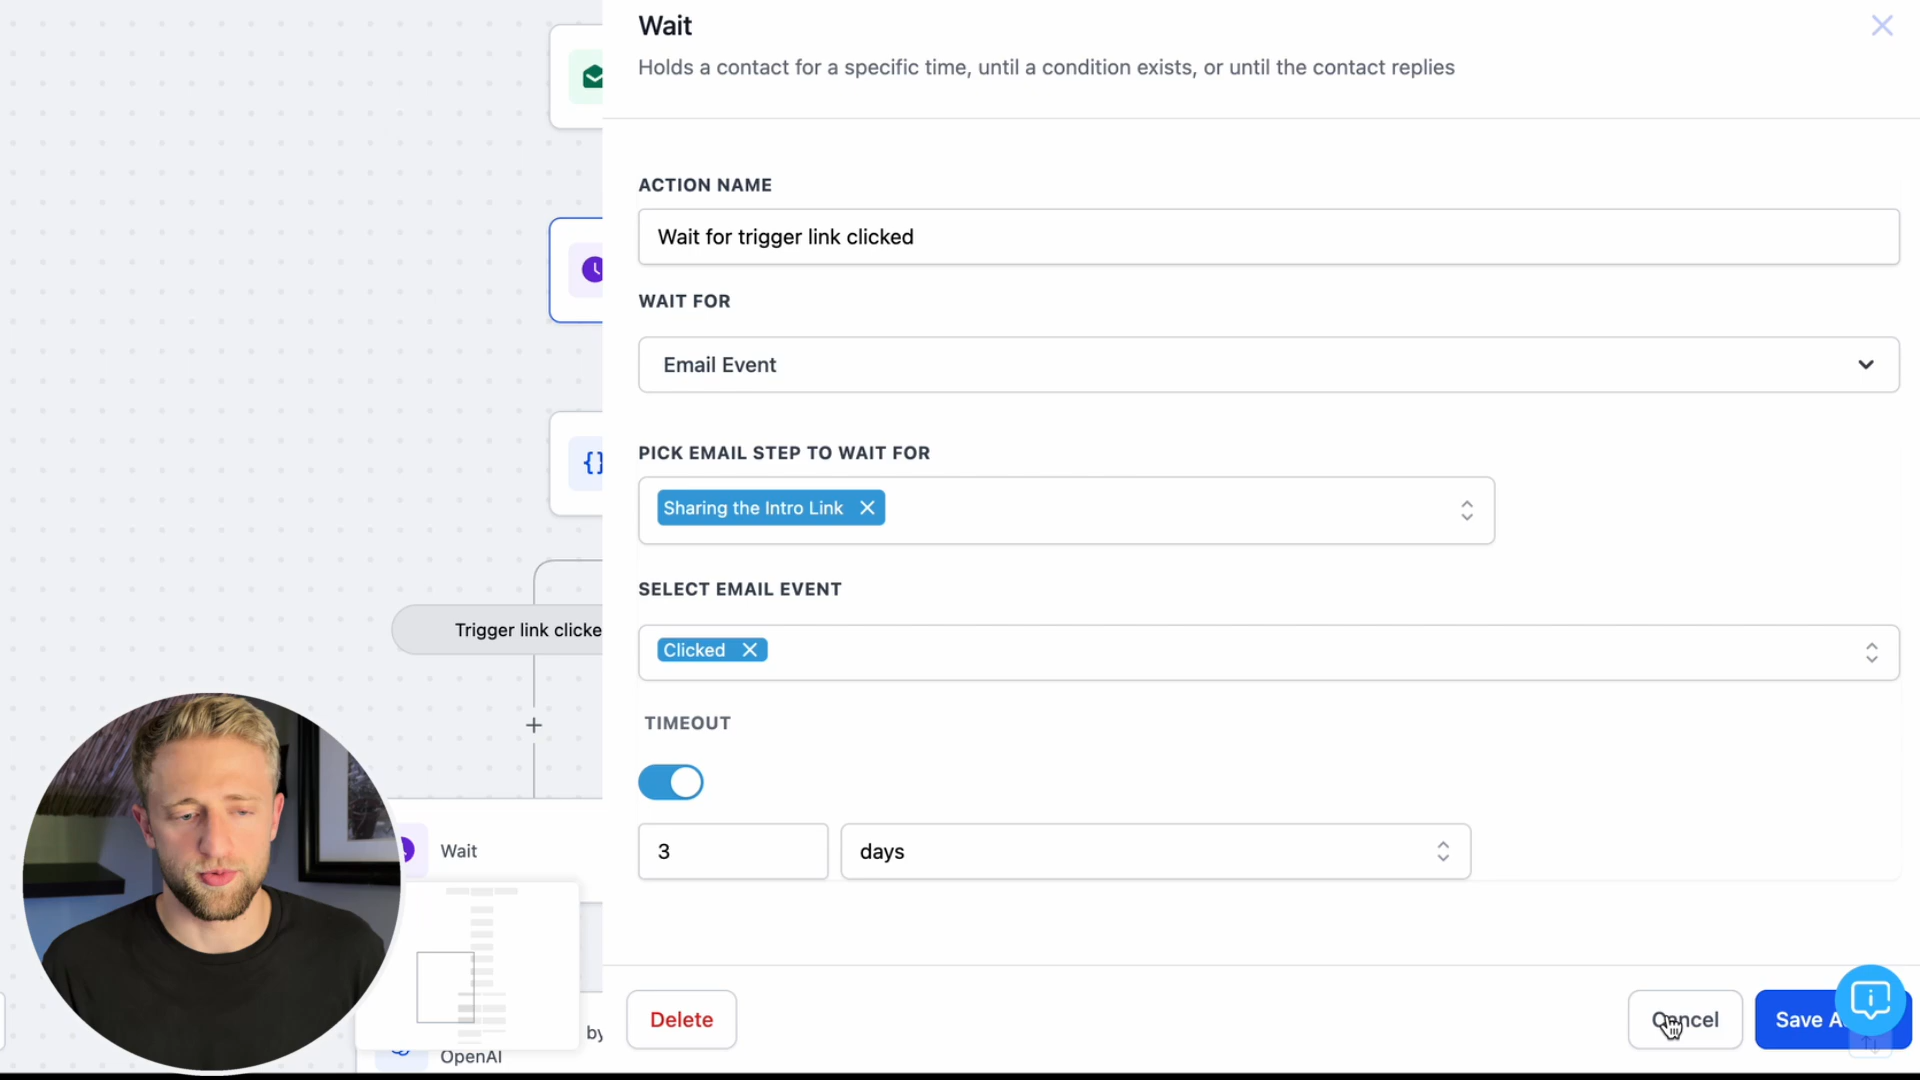 Wait
Holds a contact for a specific time, until a condition exists, or until the contact replies
ACTION NAME
Wait for trigger link clicked
WAIT FOR
Email Event
PICK EMAIL STEP TO WAIT FOR
Sharing the Intro Link
SELECT EMAIL EVENT
Clicked
Trigger link clicke
TIMEOUT
Wait
3 days
by
OpenAI
Delete
Cancel
Save A